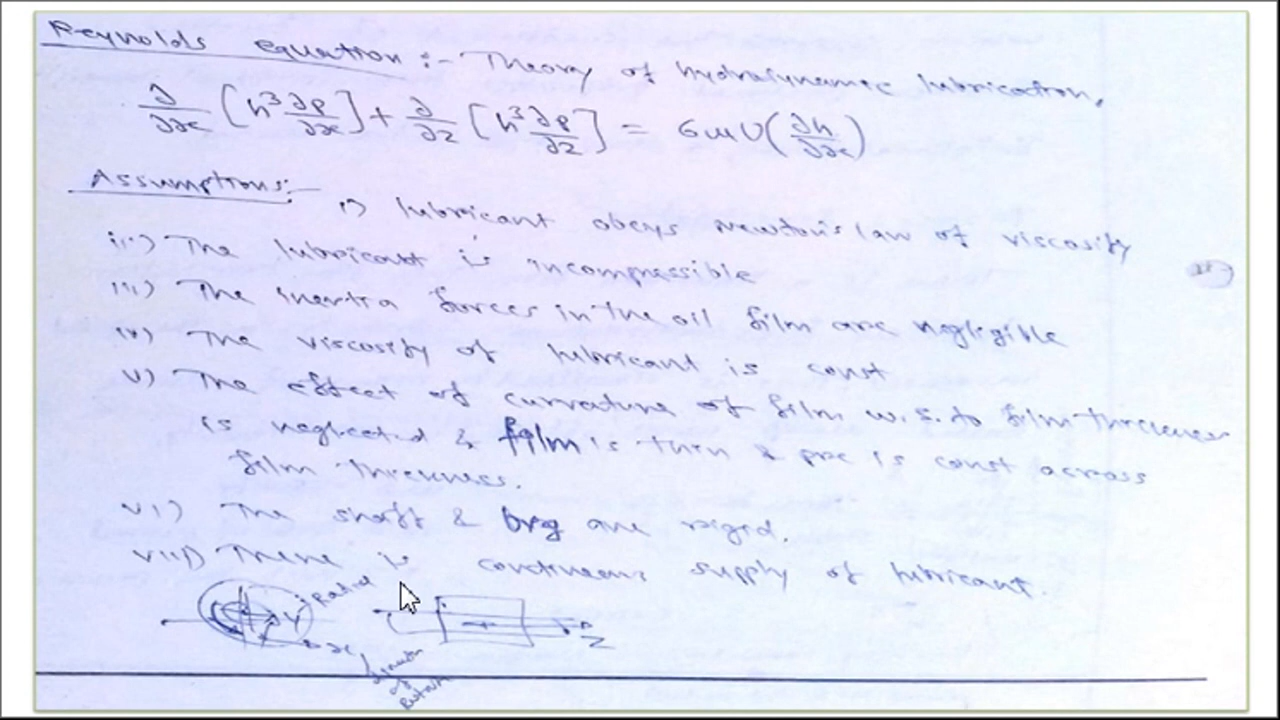 Reynolds equation :- Theory of hydrodynamic lubrication.
∂/∂x [h³ ∂p/∂x] + ∂/∂z [h³ ∂p/∂z] = 6μU(∂h/∂x)
Assumptions:-
i) lubricant obeys Newton's law of viscosity
ii) The lubricant is incompressible
iii) The inertia forces in the oil film are negligible
iv) The viscosity of lubricant is const
v) The effect of curvature of film w.r.to film thickness
is neglected & film is thin & pre is const across
film thickness.
vi) The shaft & brg are rigid.
vii) There is continuous supply of lubricant.
Radial
y
x
z
of